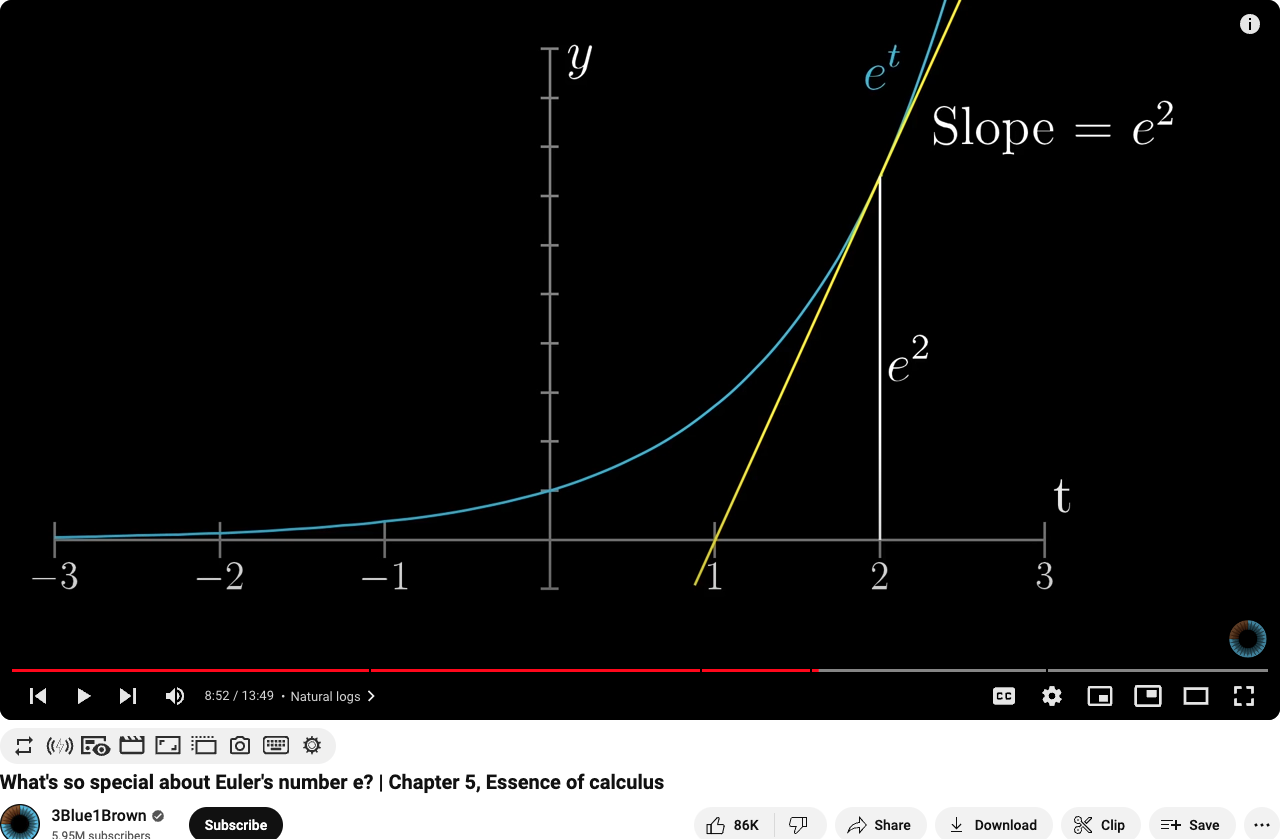 y
e^t
Slope = e^2
e^2
t
−3 −2 −1 1 2 3
8:52 / 13:49 • Natural logs
CC
What's so special about Euler's number e? | Chapter 5, Essence of calculus
3Blue1Brown
5.95M subscribers
Subscribe
86K
Share
Download
Clip
Save